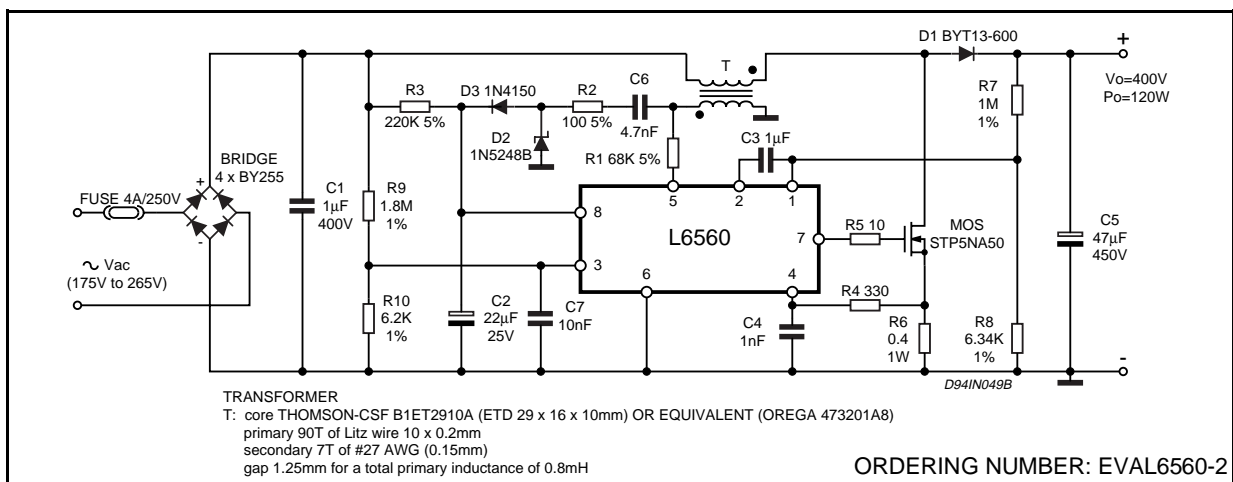 D1 BYT13-600
+
T
Vo=400V
Po=120W
R7
1M
1%
C6
4.7nF
R3
220K 5%
D3 1N4150
R2
100 5%
D2
1N5248B
R1 68K 5%
C3 1µF
BRIDGE
4 x BY255
+
-
FUSE 4A/250V
C1
1µF
400V
R9
1.8M
1%
5
2
1
8
L6560
7
3
6
4
R5 10
MOS
STP5NA50
C5
47µF
450V
∼ Vac
(175V to 265V)
R10
6.2K
1%
C2
22µF
25V
C7
10nF
C4
1nF
R4 330
R6
0.4
1W
R8
6.34K
1%
-
D94IN049B
TRANSFORMER
T: core THOMSON-CSF B1ET2910A (ETD 29 x 16 x 10mm) OR EQUIVALENT (OREGA 473201A8)
primary 90T of Litz wire 10 x 0.2mm
secondary 7T of #27 AWG (0.15mm)
gap 1.25mm for a total primary inductance of 0.8mH
ORDERING NUMBER: EVAL6560-2